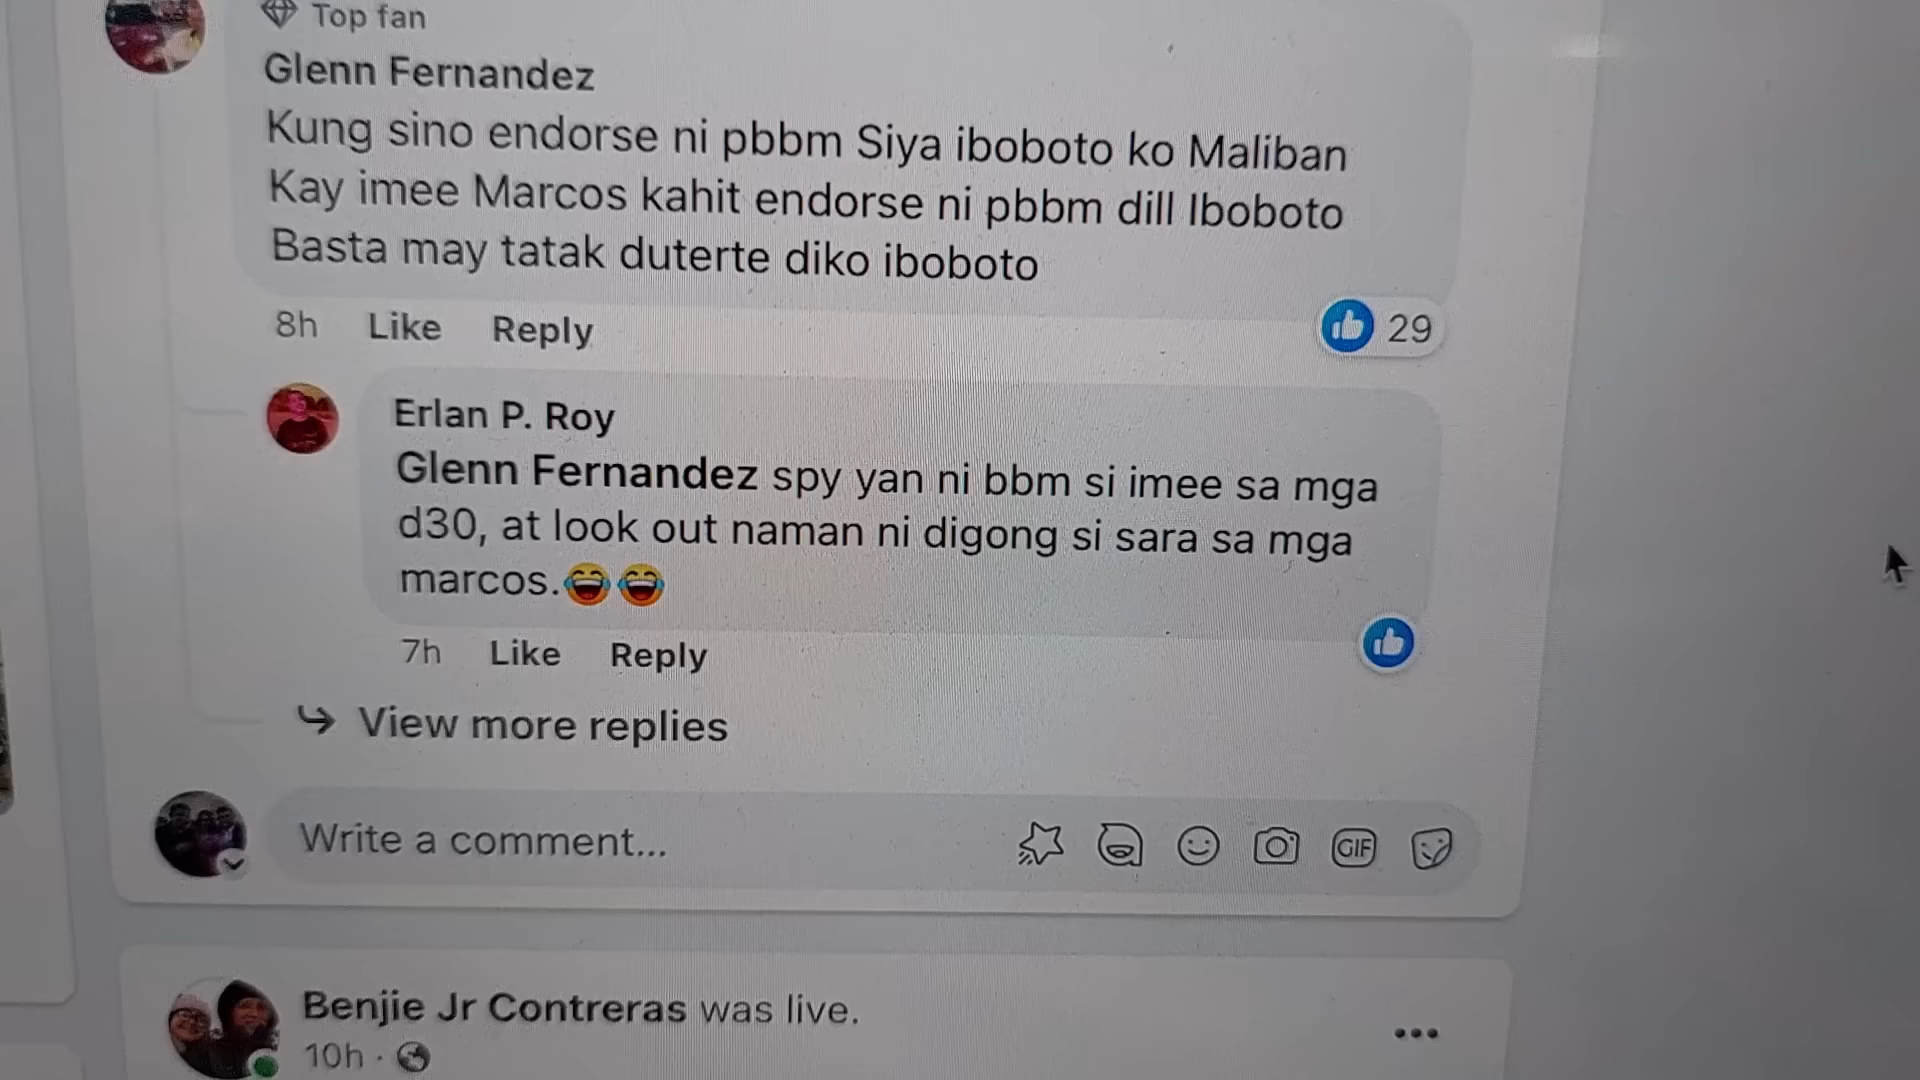 Top fan
Glenn Fernandez
Kung sino endorse ni pbbm Siya iboboto ko Maliban
Kay imee Marcos kahit endorse ni pbbm dill Iboboto
Basta may tatak duterte diko iboboto
8h Like Reply 29
Erlan P. Roy
Glenn Fernandez spy yan ni bbm si imee sa mga
d30, at look out naman ni digong si sara sa mga
marcos.😂😂
7h Like Reply
View more replies
Write a comment...
GIF
Benjie Jr Contreras was live.
10h ·